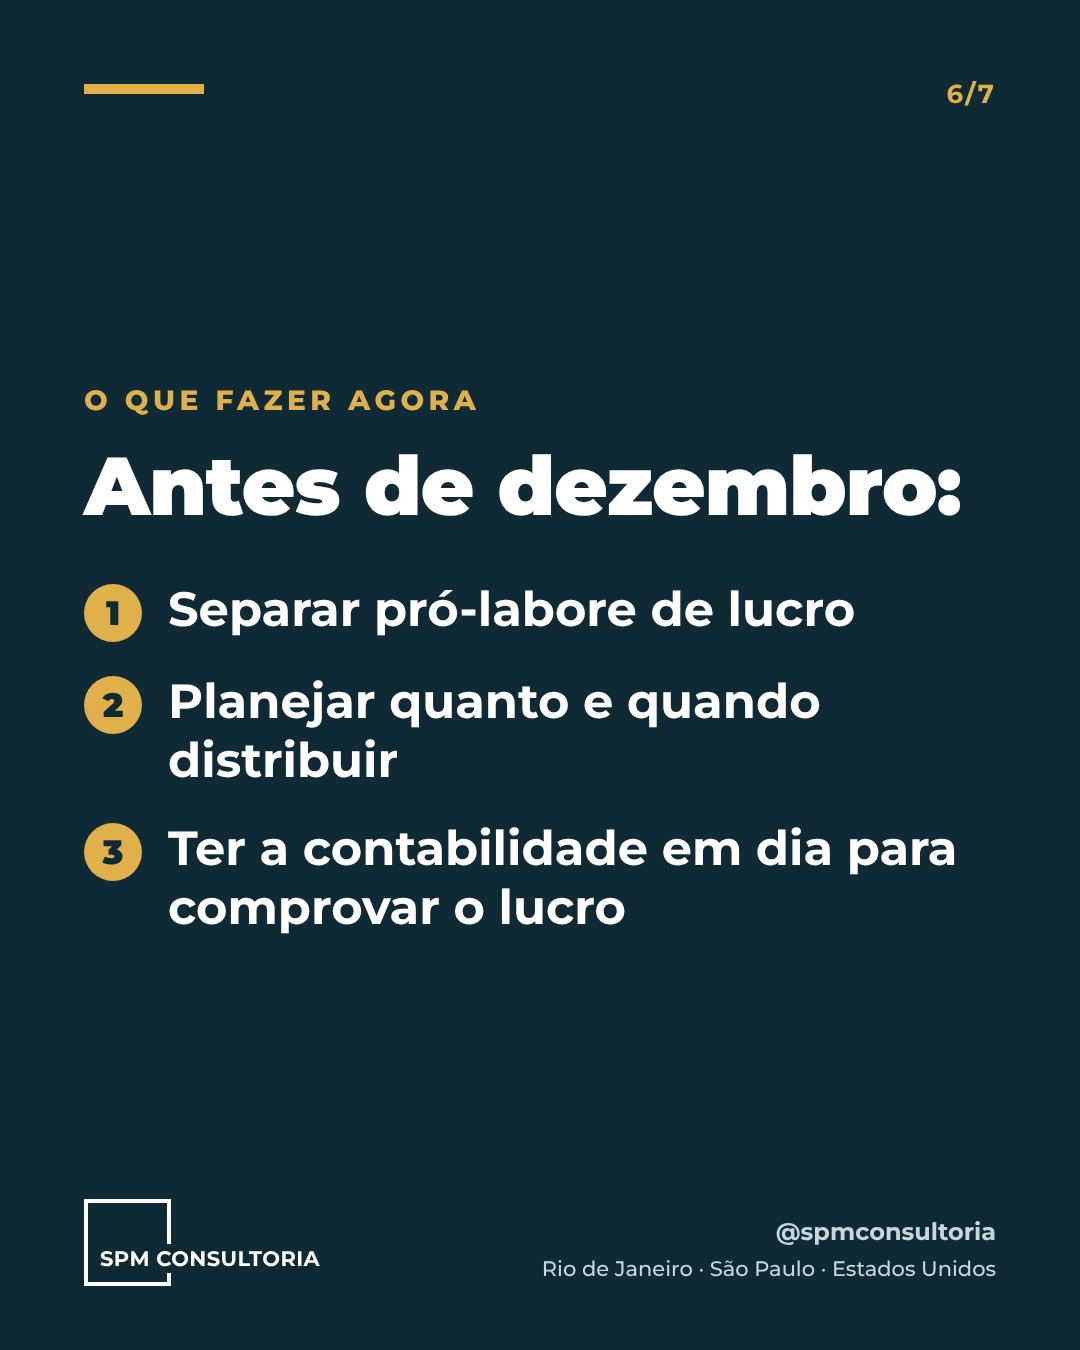 6/7
O QUE FAZER AGORA
Antes de dezembro:
1 Separar pró-labore de lucro
2 Planejar quanto e quando
distribuir
3 Ter a contabilidade em dia para
comprovar o lucro
SPM CONSULTORIA
@spmconsultoria
Rio de Janeiro · São Paulo · Estados Unidos